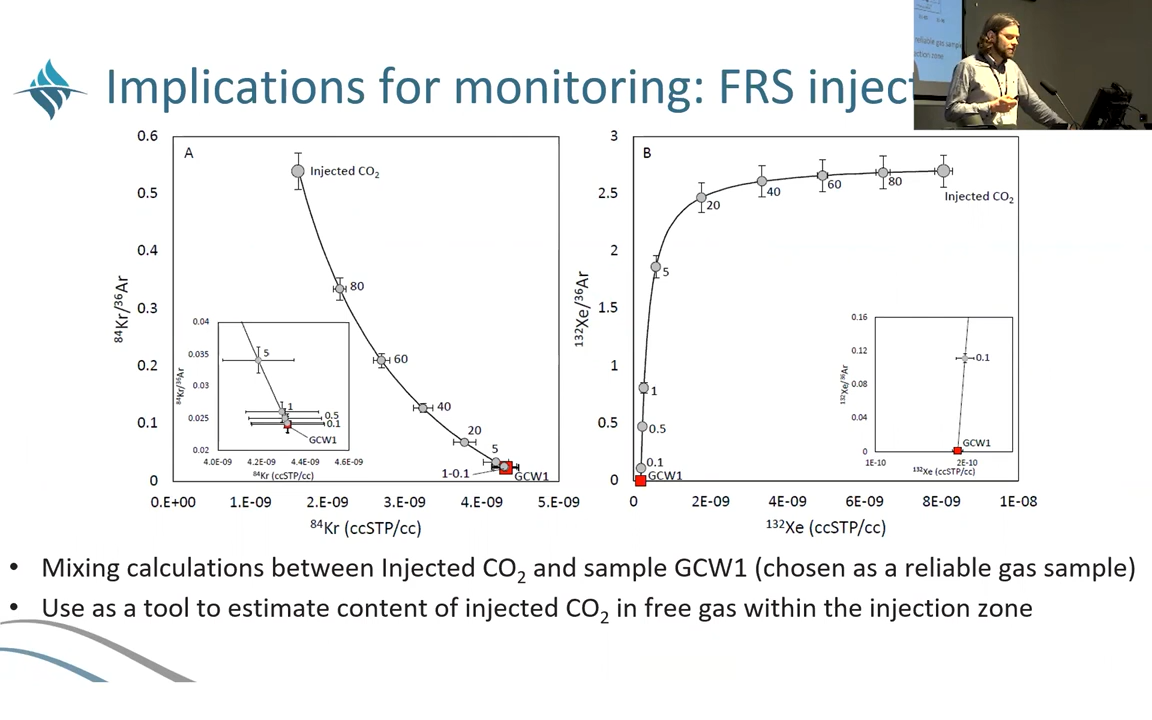 Implications for monitoring: FRS inject
A
0.6
0.5
0.4
0.3
0.2
0.1
0
⁸⁴Kr/³⁶Ar
Injected CO₂
80
60
40
20
5
1-0.1
GCW1
0.E+00 1.E-09 2.E-09 3.E-09 4.E-09 5.E-09
⁸⁴Kr (ccSTP/cc)
0.04
0.035
0.03
0.025
0.02
⁸⁴Kr/³⁶Ar
5
1
0.5
0.1
GCW1
4.0E-09 4.2E-09 4.4E-09 4.6E-09
⁸⁴Kr (ccSTP/cc)
B
3
2.5
2
1.5
1
0.5
0
¹³²Xe/³⁶Ar
20
40
60
80
Injected CO₂
5
1
0.5
0.1
GCW1
0 2E-09 4E-09 6E-09 8E-09 1E-08
¹³²Xe (ccSTP/cc)
0.16
0.12
0.08
0.04
0
¹³²Xe/³⁶Ar
0.1
GCW1
1E-10 2E-10
¹³²Xe (ccSTP/cc)
• Mixing calculations between Injected CO₂ and sample GCW1 (chosen as a reliable gas sample)
• Use as a tool to estimate content of injected CO₂ in free gas within the injection zone